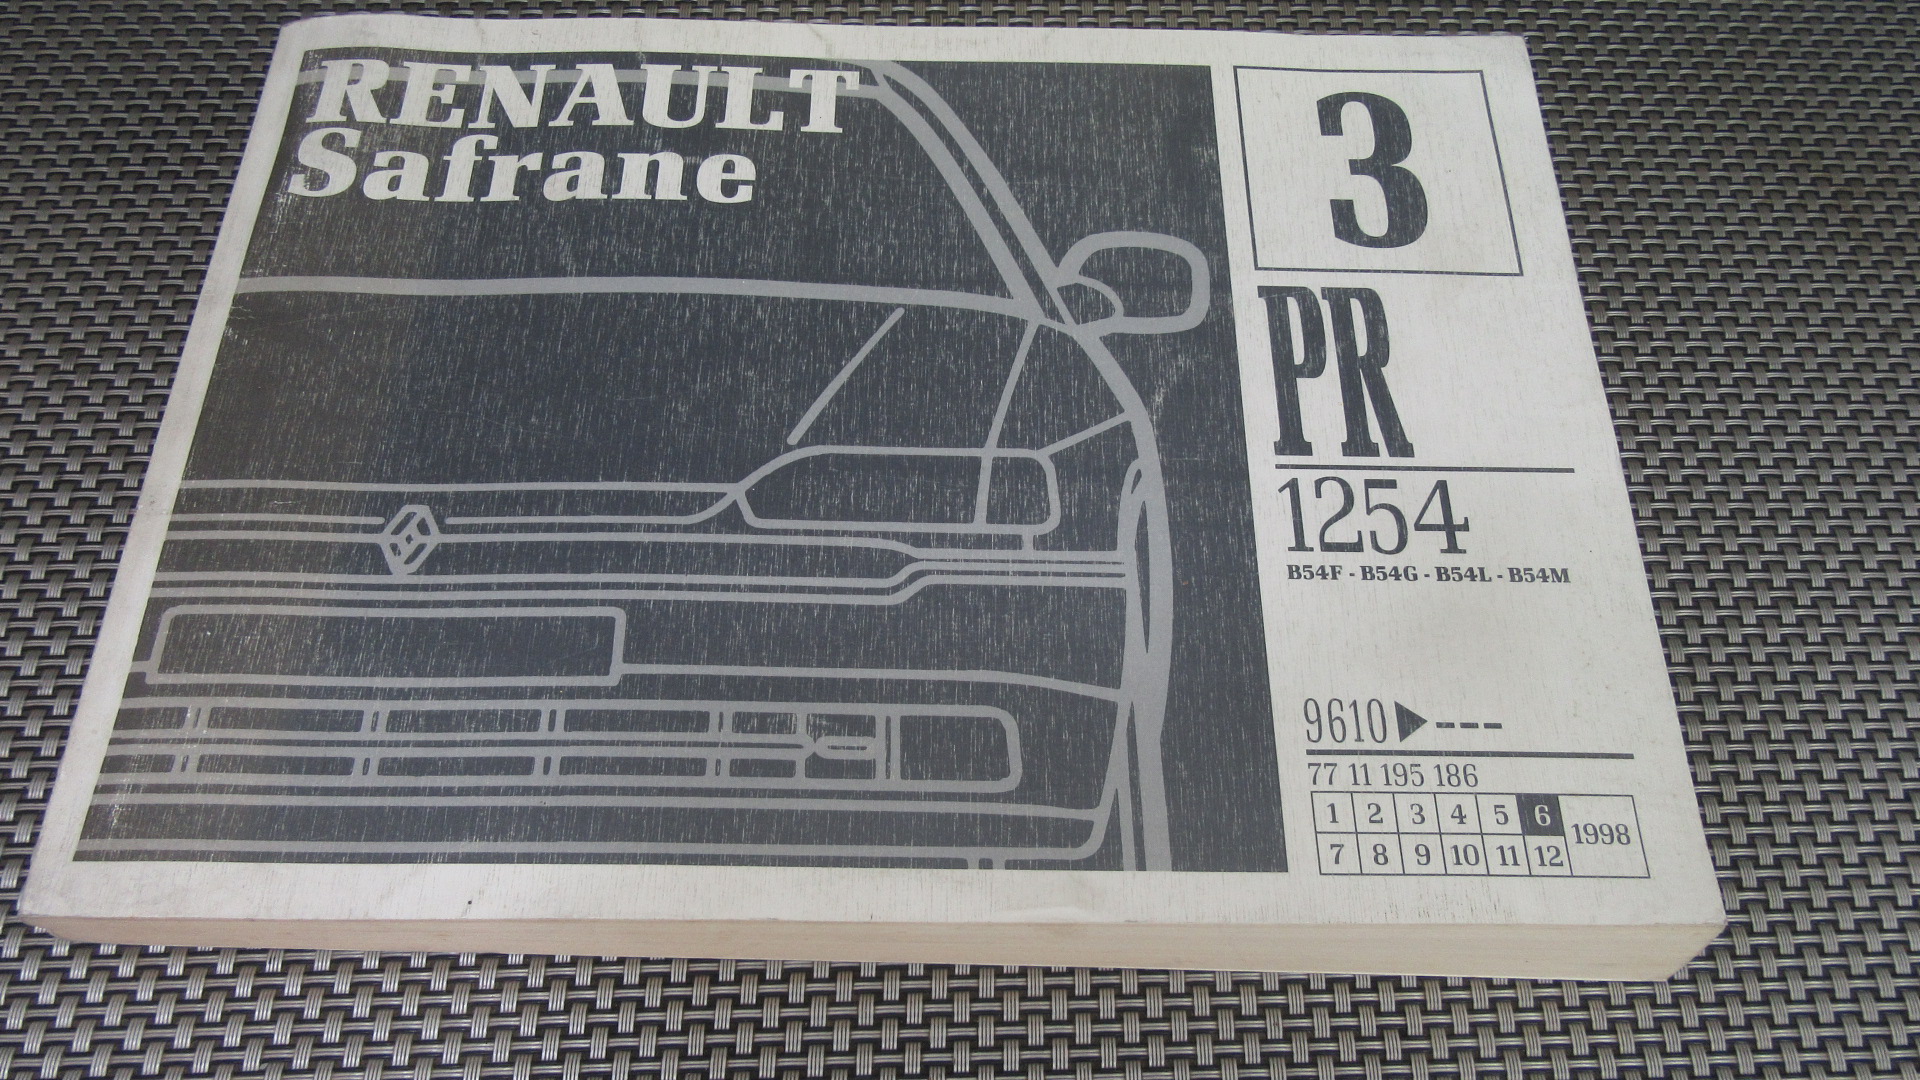 RENAULT
Safrane
3
PR
1254
B54F - B54G - B54L - B54M
9610▶---
77 11 195 186
1 2 3 4 5 6 1998
7 8 9 10 11 12